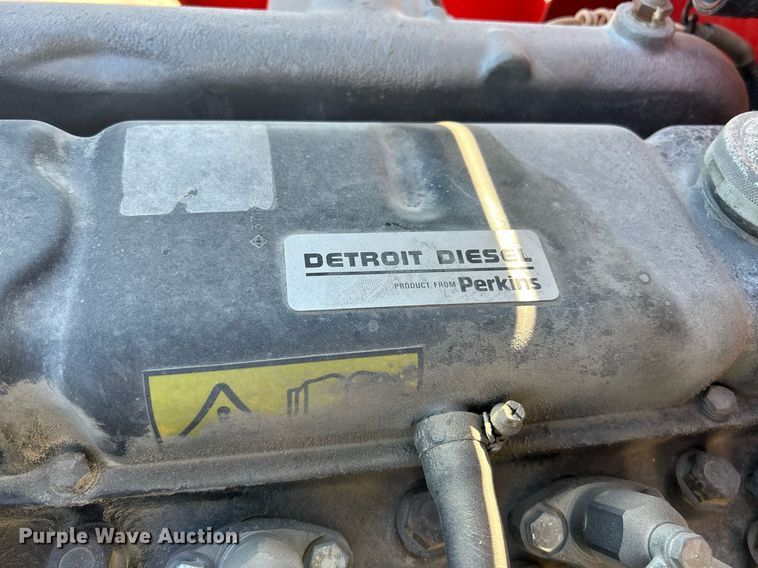 DETROIT DIESEL
PRODUCT FROM Perkins
Purple Wave Auction